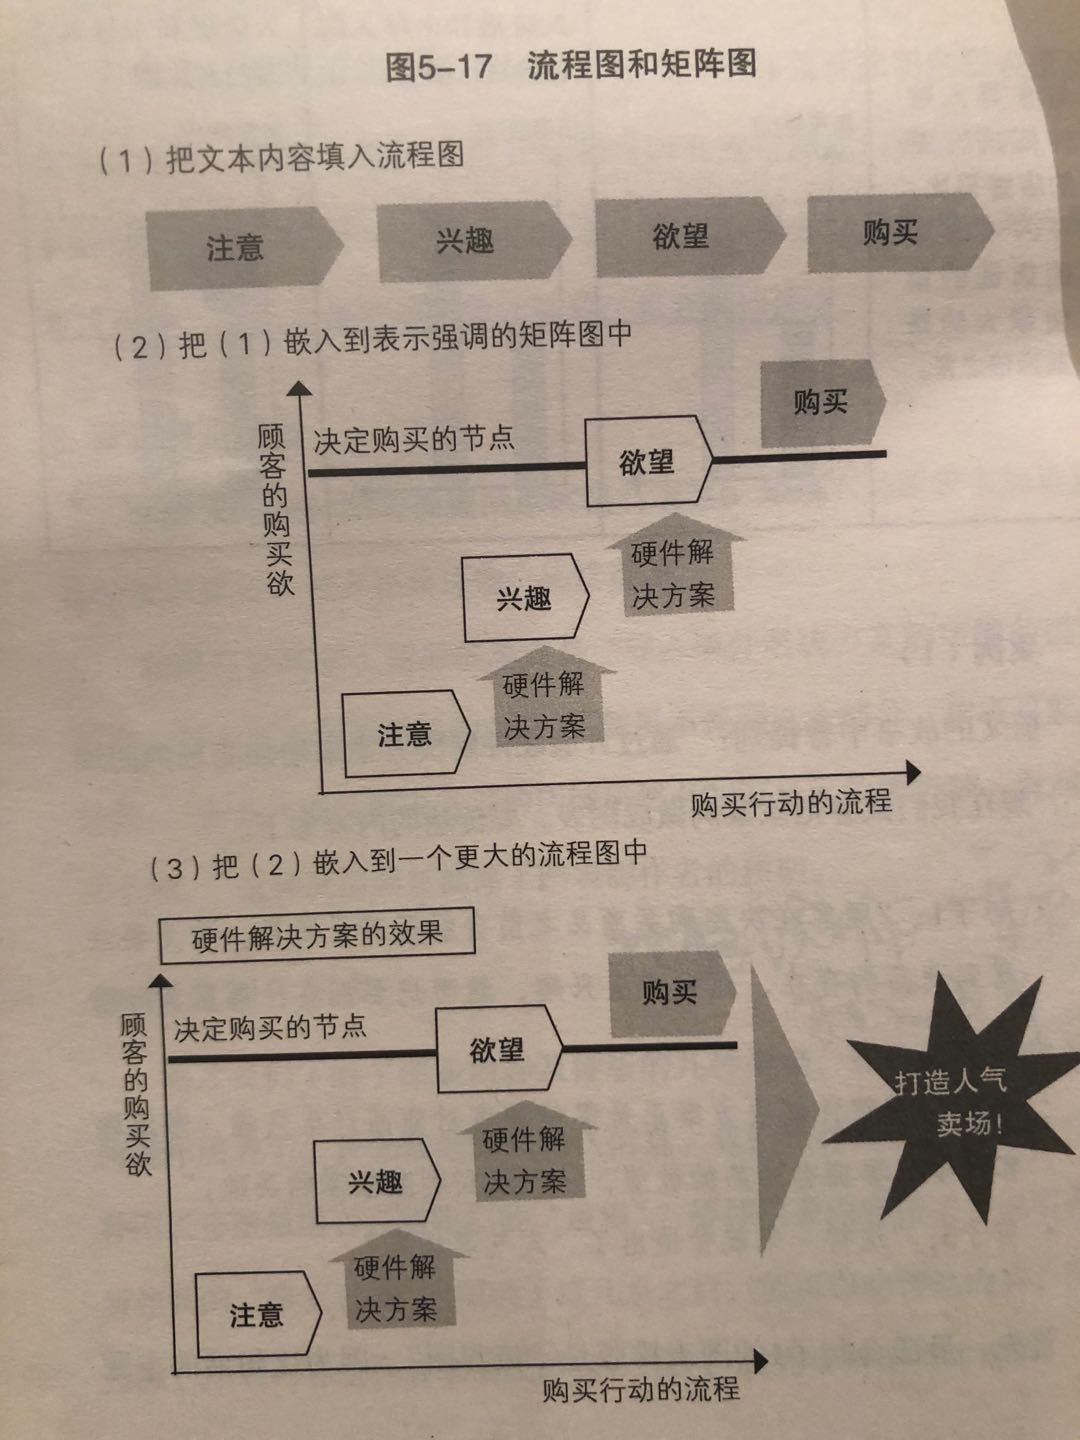 图5-17 流程图和矩阵图
（1）把文本内容填入流程图
注意 兴趣 欲望 购买
（2）把（1）嵌入到表示强调的矩阵图中
顾客的购买欲
购买
决定购买的节点
欲望
硬件解
决方案
兴趣
硬件解
决方案
注意
购买行动的流程
（3）把（2）嵌入到一个更大的流程图中
硬件解决方案的效果
顾客的购买欲
购买
决定购买的节点
欲望
打造人气
卖场！
硬件解
决方案
兴趣
硬件解
决方案
注意
购买行动的流程